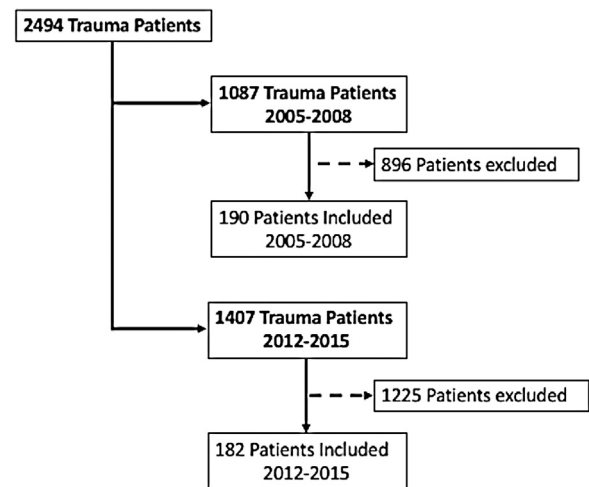 2494 Trauma Patients
1087 Trauma Patients
2005-2008
896 Patients excluded
190 Patients Included
2005-2008
1407 Trauma Patients
2012-2015
1225 Patients excluded
182 Patients Included
2012-2015